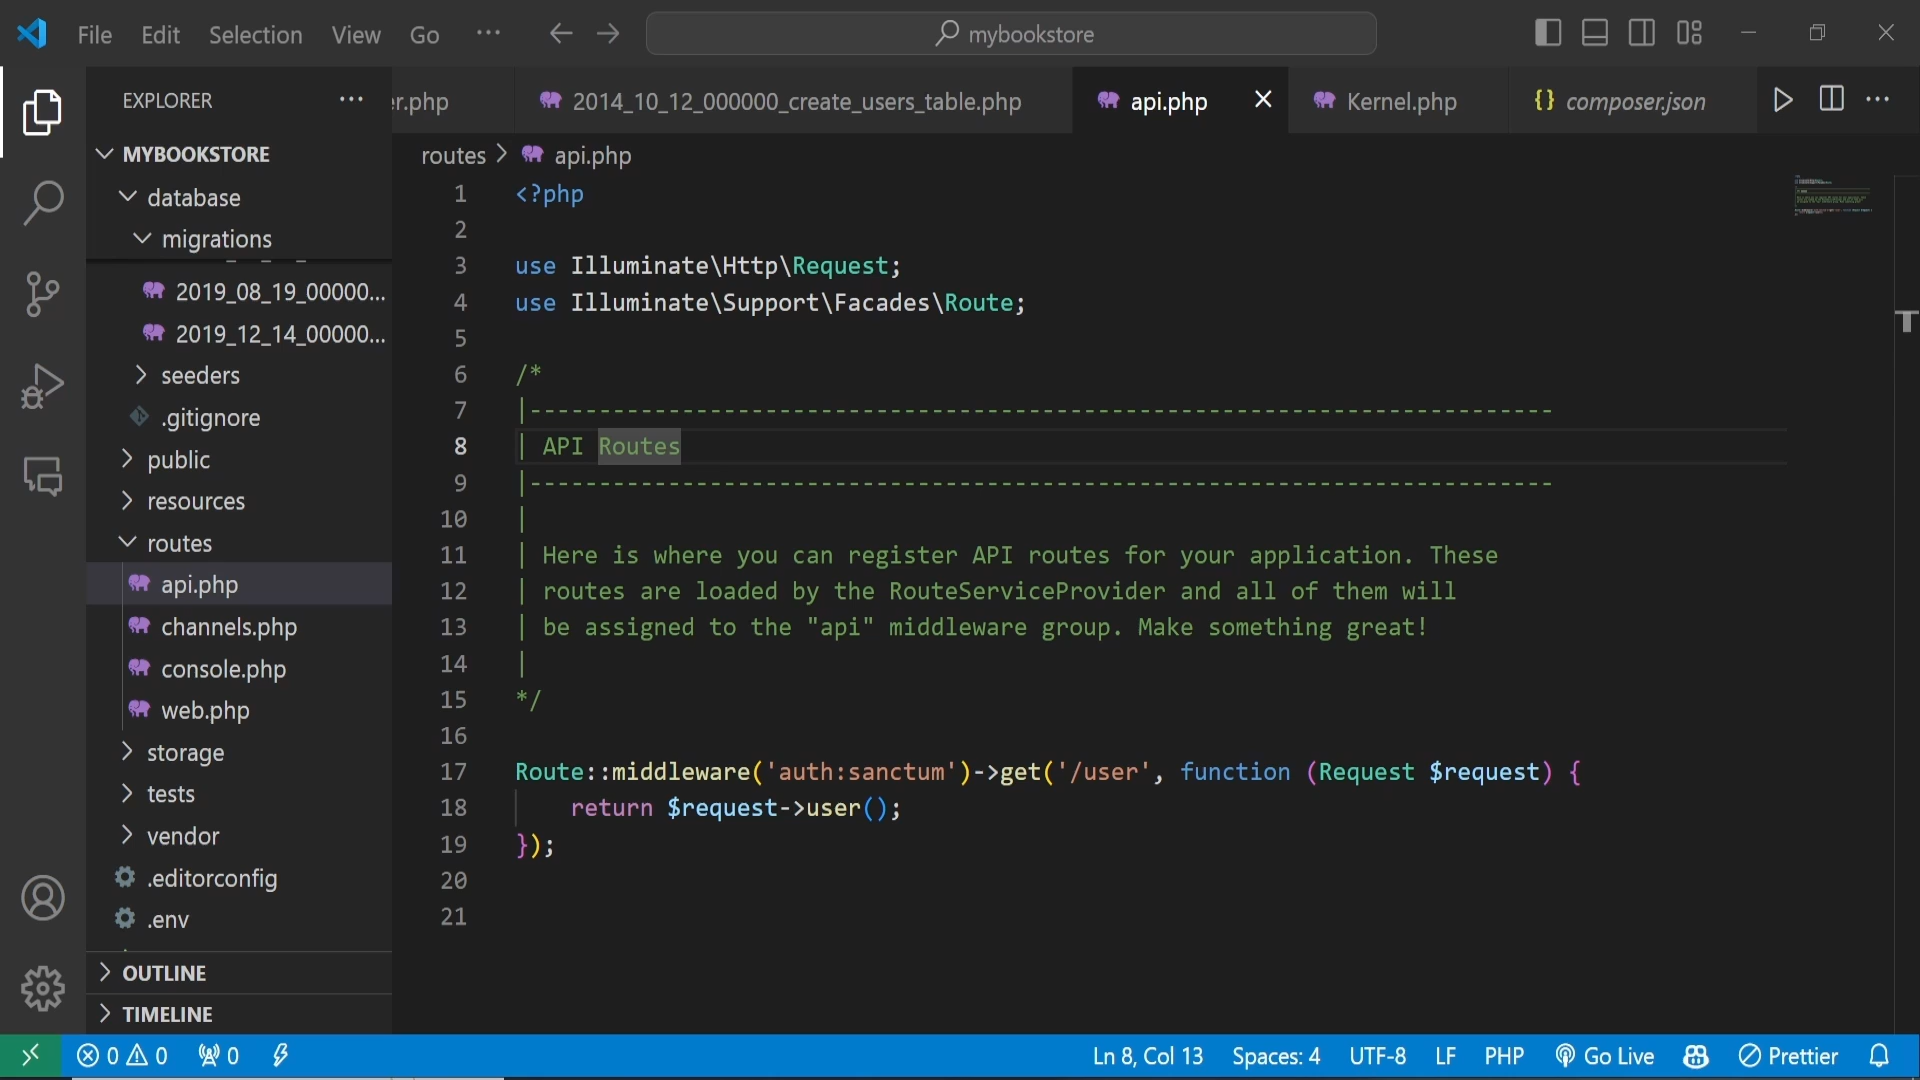 File Edit Selection View Go ... mybookstore
EXPLORER ...
er.php 2014_10_12_000000_create_users_table.php api.php Kernel.php {} composer.json ...
MYBOOKSTORE
database
migrations
2019_08_19_00000...
2019_12_14_00000...
seeders
.gitignore
public
resources
routes
api.php
channels.php
console.php
web.php
storage
tests
vendor
.editorconfig
.env
OUTLINE
TIMELINE
routes > api.php
1 <?php
2
3 use Illuminate\Http\Request;
4 use Illuminate\Support\Facades\Route;
5
6 /*
7 |--------------------------------------------------------------------------
8 | API Routes
9 |--------------------------------------------------------------------------
10 |
11 | Here is where you can register API routes for your application. These
12 | routes are loaded by the RouteServiceProvider and all of them will
13 | be assigned to the "api" middleware group. Make something great!
14 |
15 */
16
17 Route::middleware('auth:sanctum')->get('/user', function (Request $request) {
18 return $request->user();
19 });
20
21
0 0 0 Ln 8, Col 13 Spaces: 4 UTF-8 LF PHP Go Live Prettier